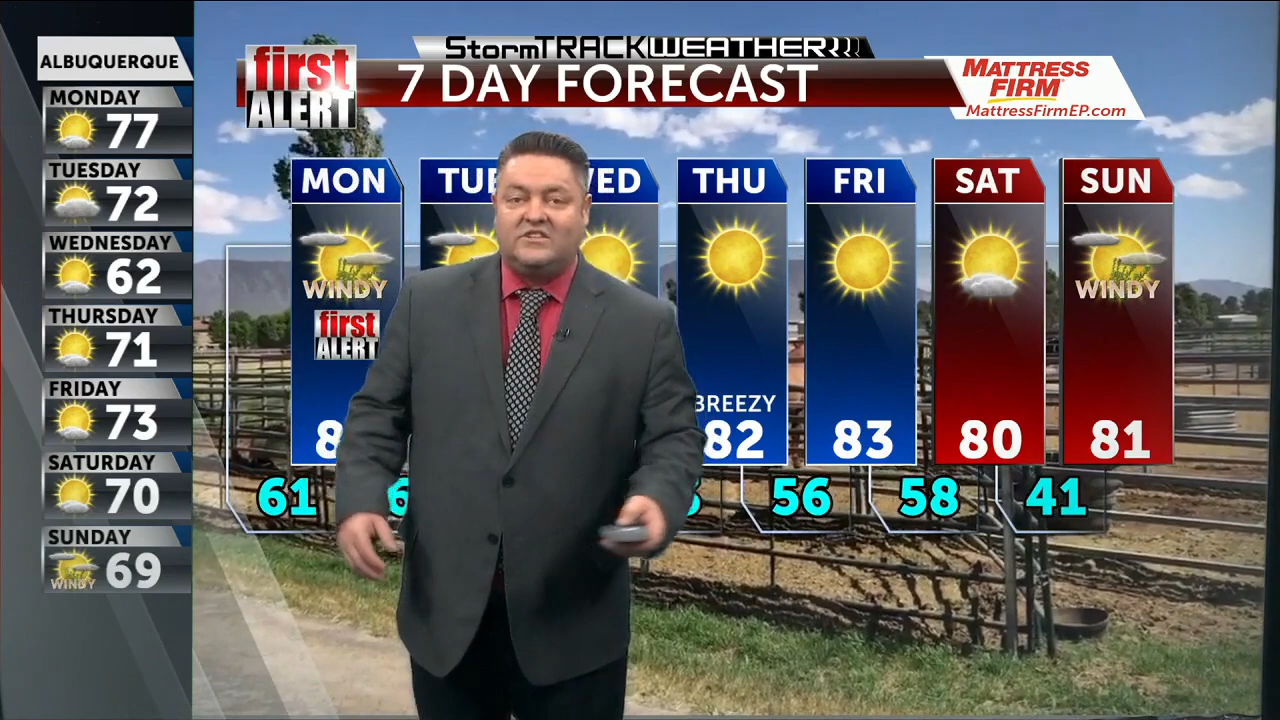 ALBUQUERQUE
MONDAY
77
TUESDAY
72
WEDNESDAY
62
THURSDAY
71
FRIDAY
73
SATURDAY
70
SUNDAY
WINDY
69
StormTRACKWEATHER
first
ALERT
7 DAY FORECAST
MATTRESS
FIRM
MattressFirmEP.com
MON
THU
FRI
SAT
SUN
WINDY
WINDY
first
ALERT
BREEZY
82
83
80
81
61
56
58
41